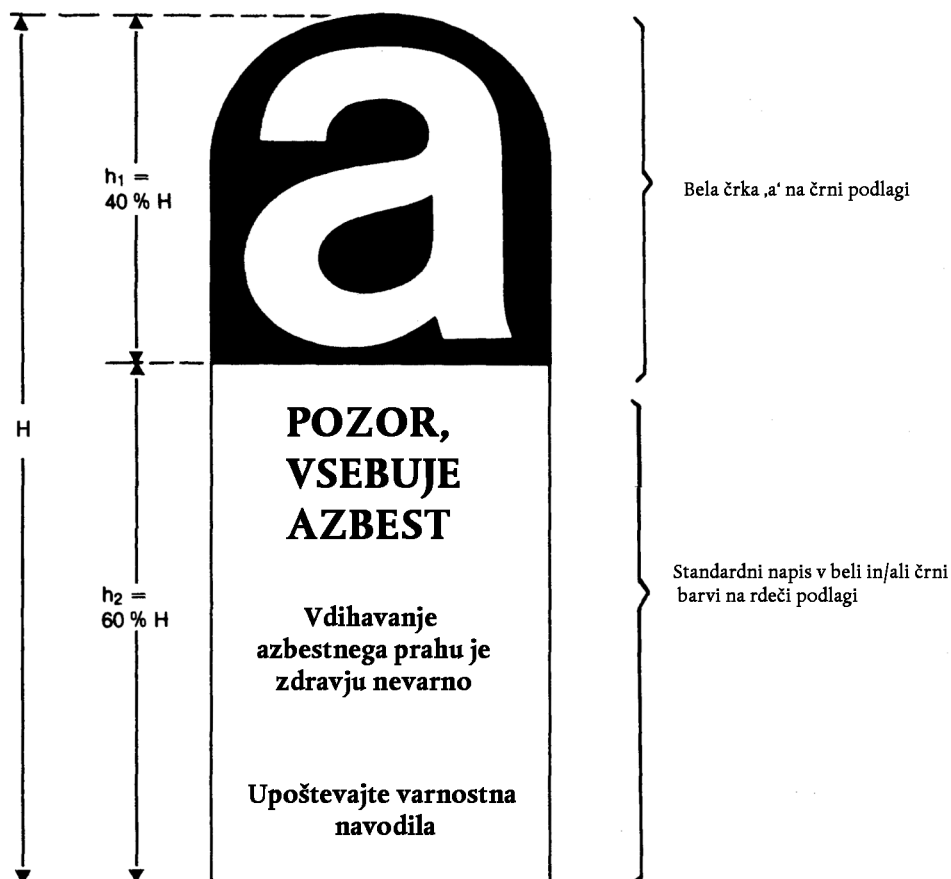 a
h₁ =
40 % H
Bela črka ‚a‘ na črni podlagi
H
POZOR,
VSEBUJE
AZBEST
h₂ =
60 % H
Standardni napis v beli in/ali črni
barvi na rdeči podlagi
Vdihavanje
azbestnega prahu je
zdravju nevarno
Upoštevajte varnostna
navodila